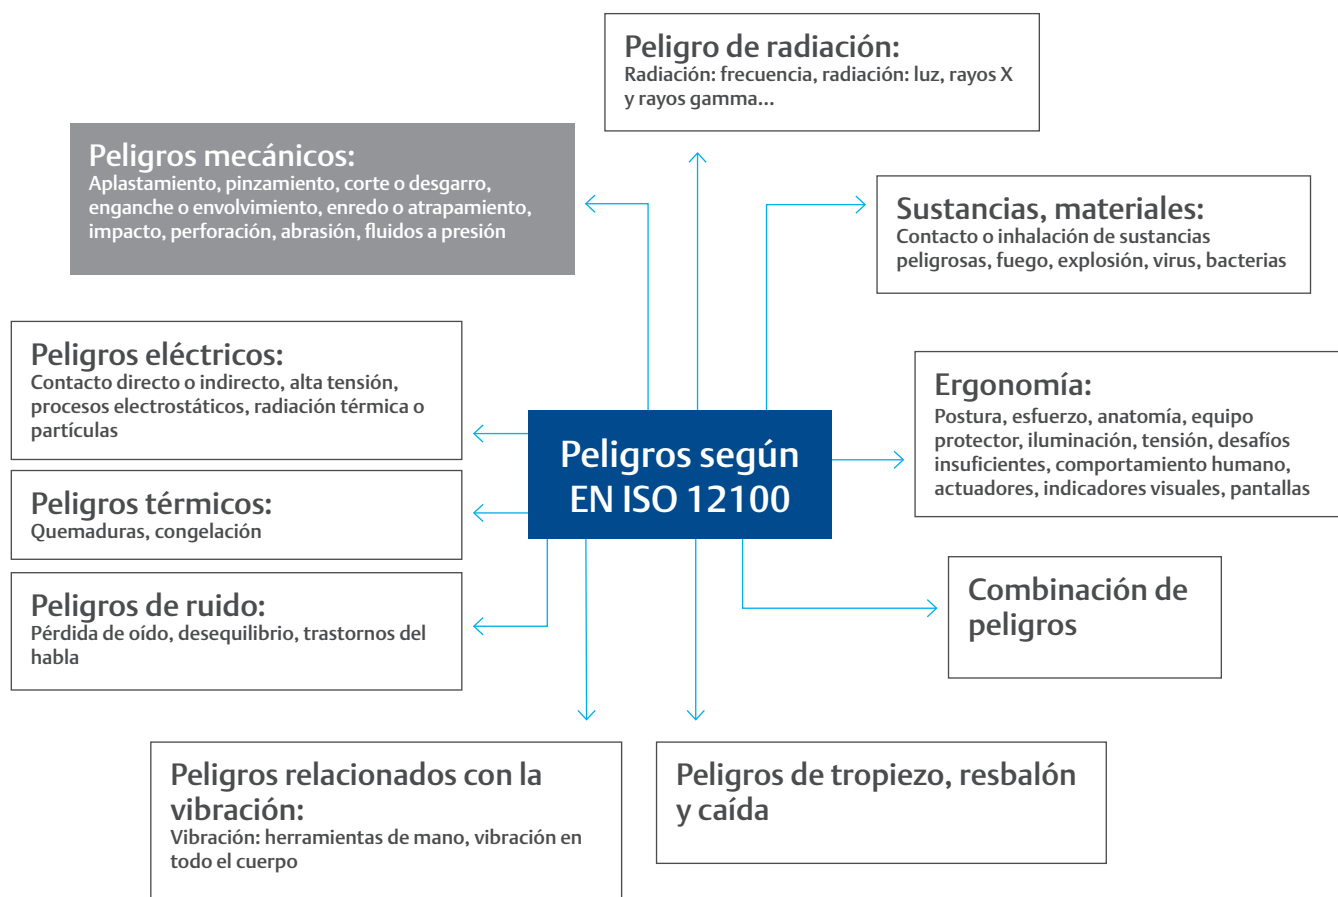 Peligro de radiación:
Radiación: frecuencia, radiación: luz, rayos X
y rayos gamma...
Peligros mecánicos:
Aplastamiento, pinzamiento, corte o desgarro,
enganche o envolvimiento, enredo o atrapamiento,
impacto, perforación, abrasión, fluidos a presión
Sustancias, materiales:
Contacto o inhalación de sustancias
peligrosas, fuego, explosión, virus, bacterias
Peligros eléctricos:
Contacto directo o indirecto, alta tensión,
procesos electrostáticos, radiación térmica o
partículas
Ergonomía:
Postura, esfuerzo, anatomía, equipo
protector, iluminación, tensión, desafíos
insuficientes, comportamiento humano,
actuadores, indicadores visuales, pantallas
Peligros según
EN ISO 12100
Peligros térmicos:
Quemaduras, congelación
Peligros de ruido:
Pérdida de oído, desequilibrio, trastornos del
habla
Combinación de
peligros
Peligros relacionados con la
vibración:
Vibración: herramientas de mano, vibración en
todo el cuerpo
Peligros de tropiezo, resbalón
y caída